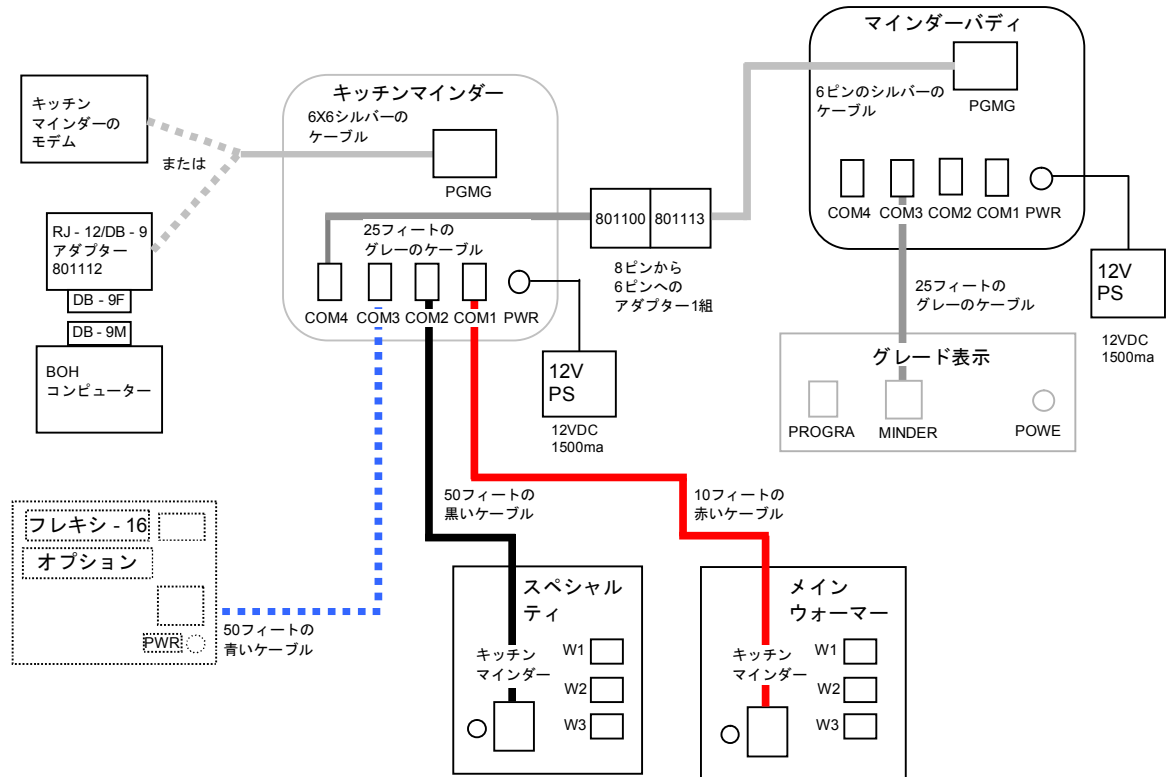 マインダーバディ
6ピンのシルバーの
ケーブル
PGMG
COM4 COM3 COM2 COM1 PWR
12V
PS
12VDC
1500ma
キッチン
マインダーの
モデム
または
RJ - 12/DB - 9
アダプター
801112
DB - 9F
DB - 9M
BOH
コンピューター
キッチンマインダー
6X6シルバーの
ケーブル
PGMG
25フィートの
グレーのケーブル
COM4 COM3 COM2 COM1 PWR
801100 801113
8ピンから
6ピンへの
アダプター1組
12V
PS
12VDC
1500ma
25フィートの
グレーのケーブル
グレード表示
PROGRA MINDER POWE
フレキシ - 16
オプション
PWR
50フィートの
青いケーブル
50フィートの
黒いケーブル
10フィートの
赤いケーブル
スペシャル
ティ
キッチン
マインダー
W1
W2
W3
メイン
ウォーマー
キッチン
マインダー
W1
W2
W3